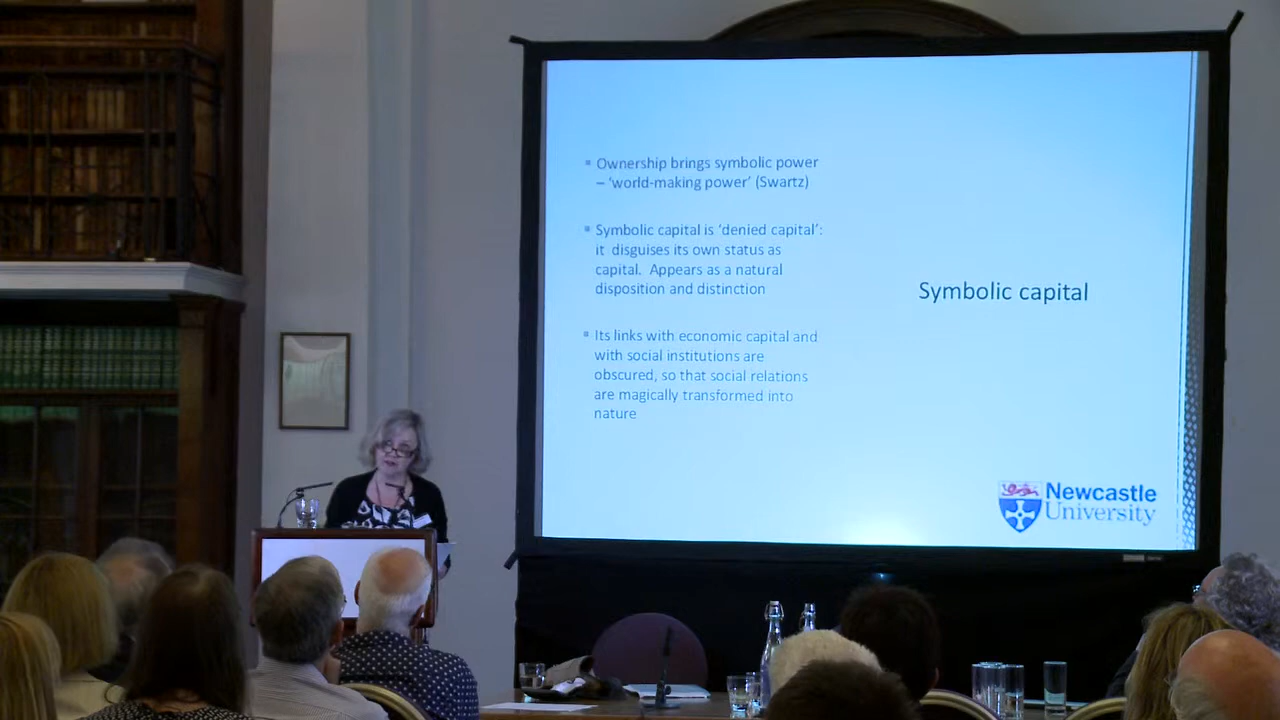 ▪ Ownership brings symbolic power
– ‘world-making power’ (Swartz)
▪ Symbolic capital is ‘denied capital’:
it disguises its own status as
capital. Appears as a natural
disposition and distinction
▪ Its links with economic capital and
with social institutions are
obscured, so that social relations
are magically transformed into
nature
Symbolic capital
Newcastle
University